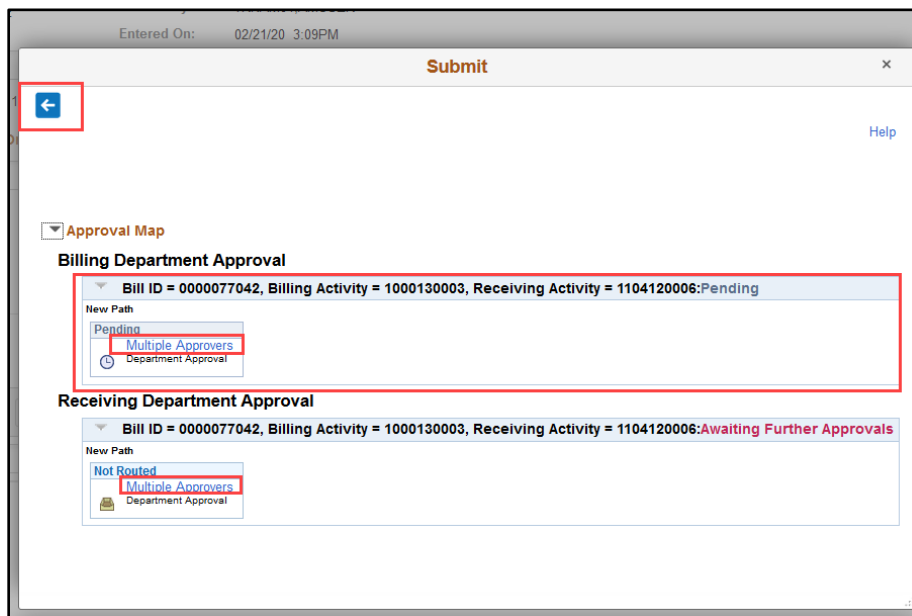 Entered On: 02/21/20 3:09PM
Submit
Help
Approval Map
Billing Department Approval
Bill ID = 0000077042, Billing Activity = 1000130003, Receiving Activity = 1104120006:Pending
New Path
Pending
Multiple Approvers
Department Approval
Receiving Department Approval
Bill ID = 0000077042, Billing Activity = 1000130003, Receiving Activity = 1104120006:Awaiting Further Approvals
New Path
Not Routed
Multiple Approvers
Department Approval